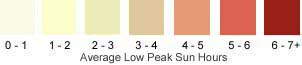 0 - 1 1 - 2 2 - 3 3 - 4 4 - 5 5 - 6 6 - 7+
Average Low Peak Sun Hours